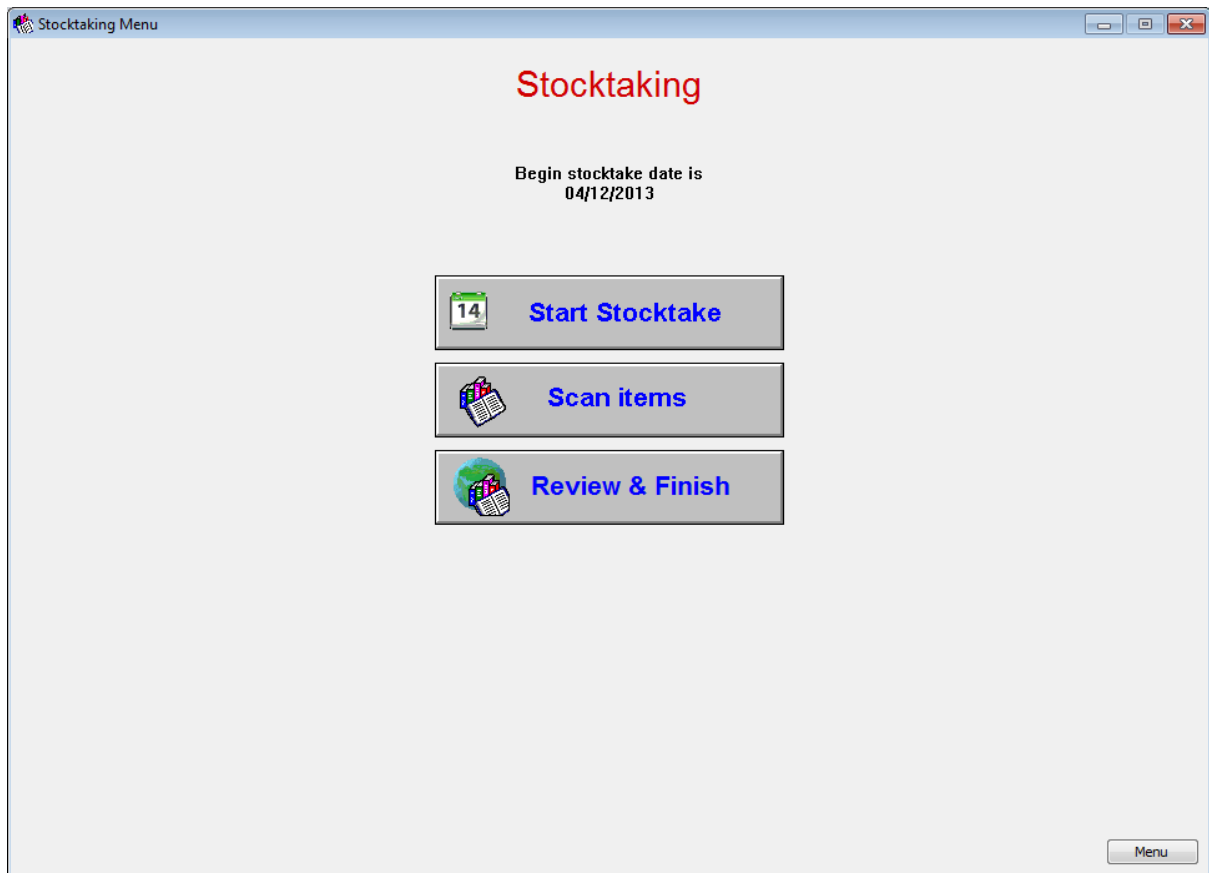 Stocktaking Menu
Stocktaking
Begin stocktake date is
04/12/2013
14
Start Stocktake
Scan items
Review & Finish
Menu